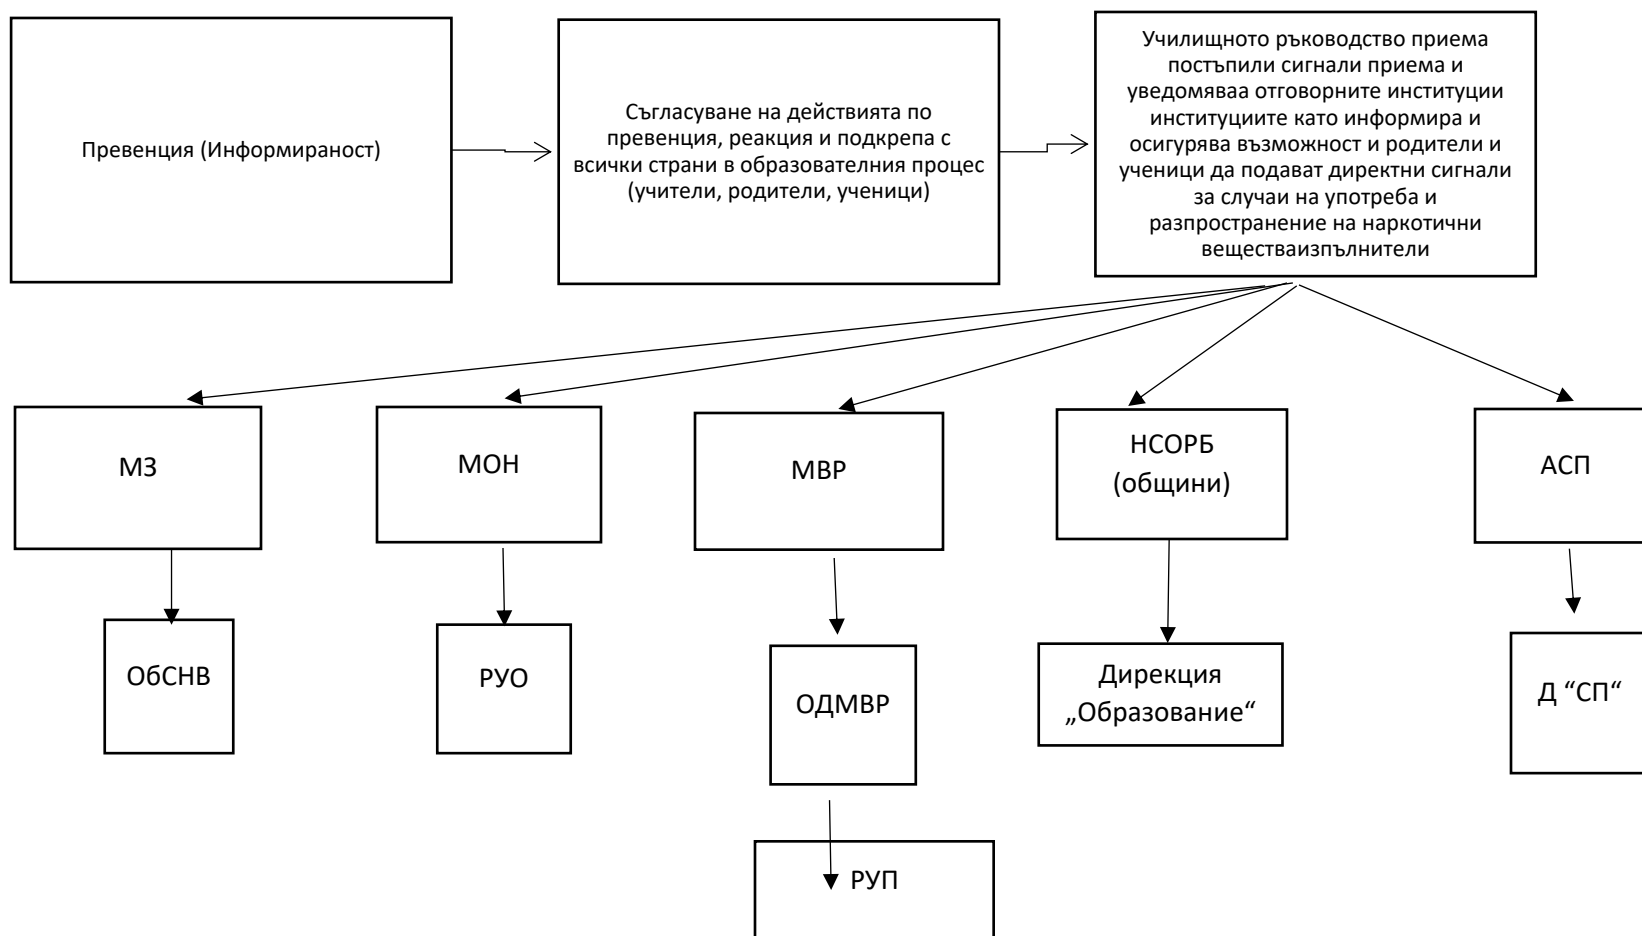 Превенция (Информираност)
Съгласуване на действията по
превенция, реакция и подкрепа с
всички страни в образователния процес
(учители, родители, ученици)
Училищното ръководство приема
постъпили сигнали приема и
уведомяваа отговорните институции
институциите като информира и
осигурява възможност и родители и
ученици да подават директни сигнали
за случаи на употреба и
разпространение на наркотични
веществаизпълнители
МЗ
МОН
МВР
НСОРБ
(общини)
АСП
ОбСНВ
РУО
ОДМВР
Дирекция
„Образование“
Д “СП“
РУП